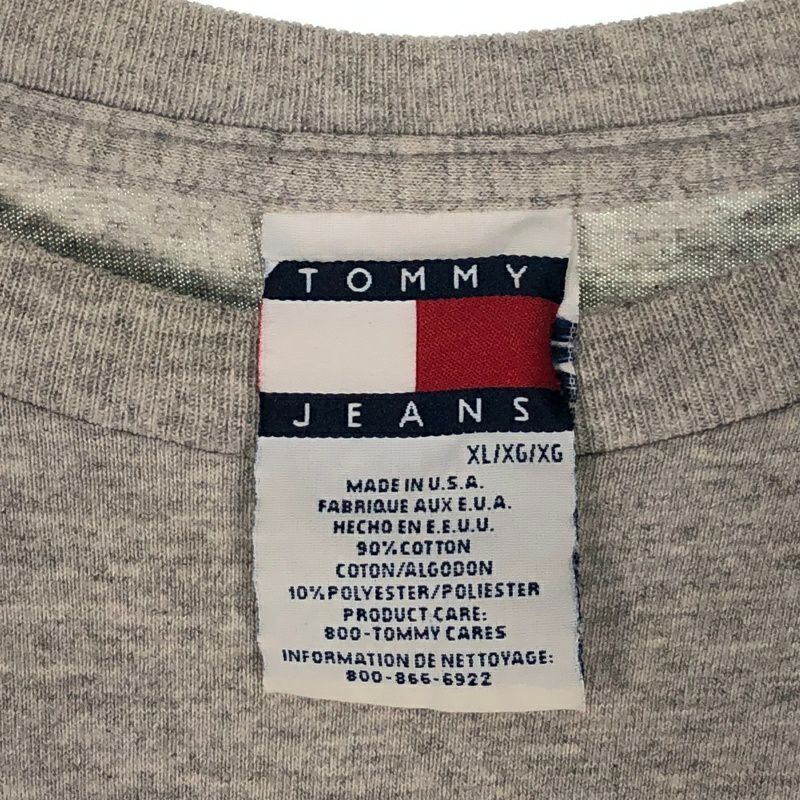 TOMMY
JEANS
XL/XG/XG
MADE IN U.S.A.
FABRIQUE AUX E.U.A.
HECHO EN E.E.U.U.
90% COTTON
COTON/ALGODON
10% POLYESTER/POLIESTER
PRODUCT CARE:
800-TOMMY CARES
INFORMATION DE NETTOYAGE:
800-866-6922